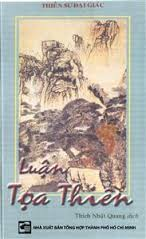 THIỀN SƯ ĐẠI GIÁC
Luận
Tọa Thiền
Thích Nhật Quang dịch
NHÀ XUẤT BẢN TỔNG HỢP THÀNH PHỐ HỒ CHÍ MINH